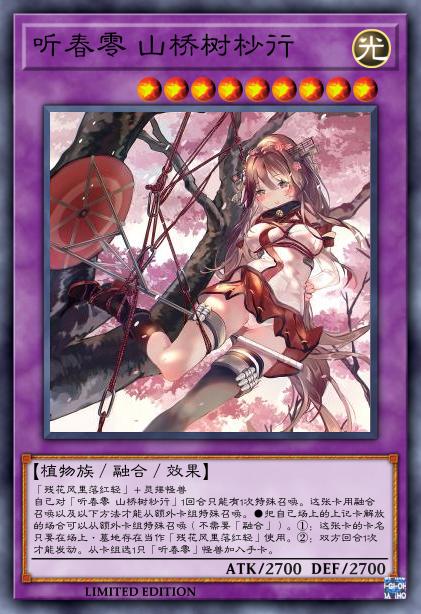 听春零 山桥树杪行
光
【植物族／融合／效果】
「残花风里落红轻」＋灵摆怪兽
自己对「听春零 山桥树杪行」1回合只能有1次特殊召唤。这张卡用融合
召唤以及以下方法才能从额外卡组特殊召唤。●把自己场上的上记卡解放
的场合可以从额外卡组特殊召唤（不需要「融合」）。①：这张卡的卡名
只要在场上·墓地存在当作「残花风里落红轻」使用。②：双方回合1次
才能发动。从卡组选1只「听春零」怪兽加入手卡。
ATK/2700 DEF/2700
LIMITED EDITION